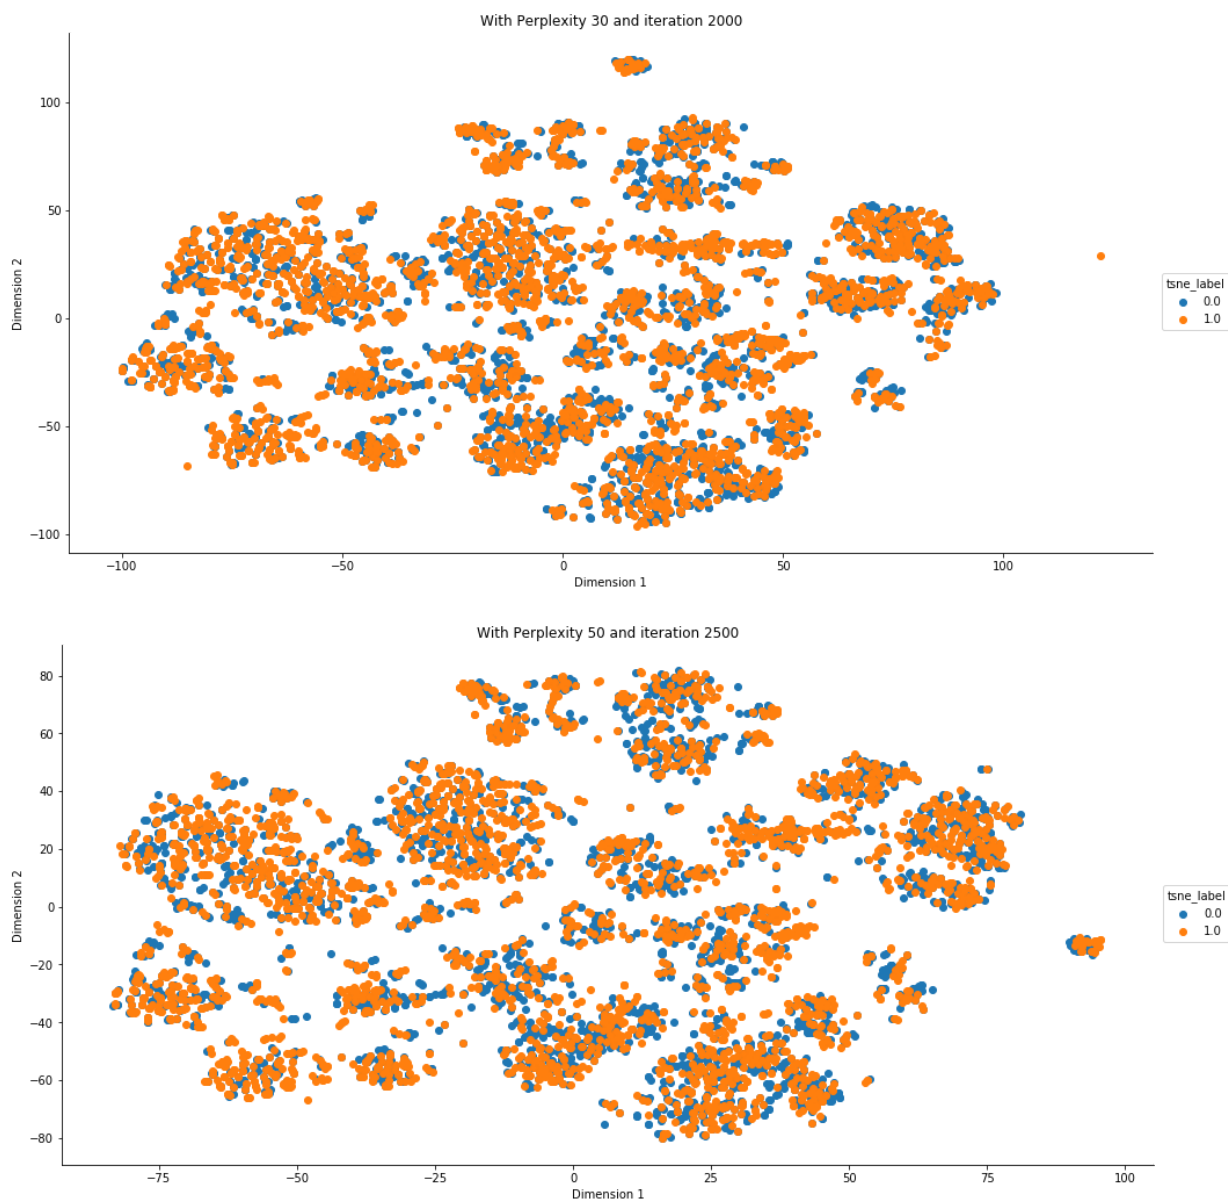 With Perplexity 30 and iteration 2000
100
50
0
−50
−100
Dimension 2
−100 −50 0 50 100
Dimension 1
tsne_label
0.0
1.0
With Perplexity 50 and iteration 2500
80
60
40
20
0
−20
−40
−60
−80
Dimension 2
−75 −50 −25 0 25 50 75 100
Dimension 1
tsne_label
0.0
1.0